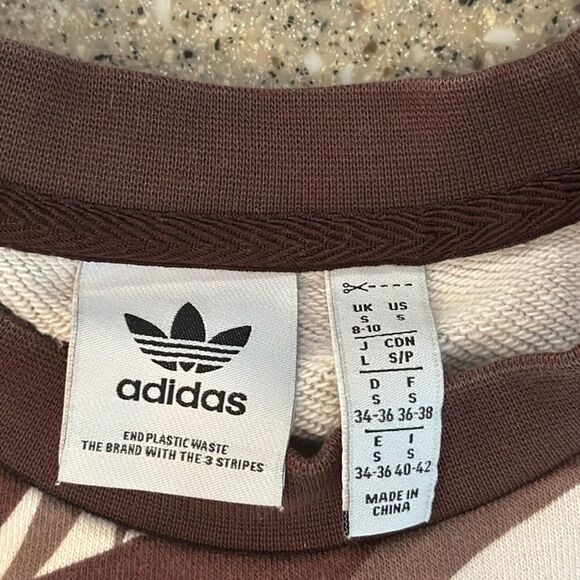 adidas
END PLASTIC WASTE
THE BRAND WITH THE 3 STRIPES
UK US
S S
8-10
J CDN
L S/P
D F
S S
34-36 36-38
E I
S S
34-36 40-42
MADE IN
CHINA